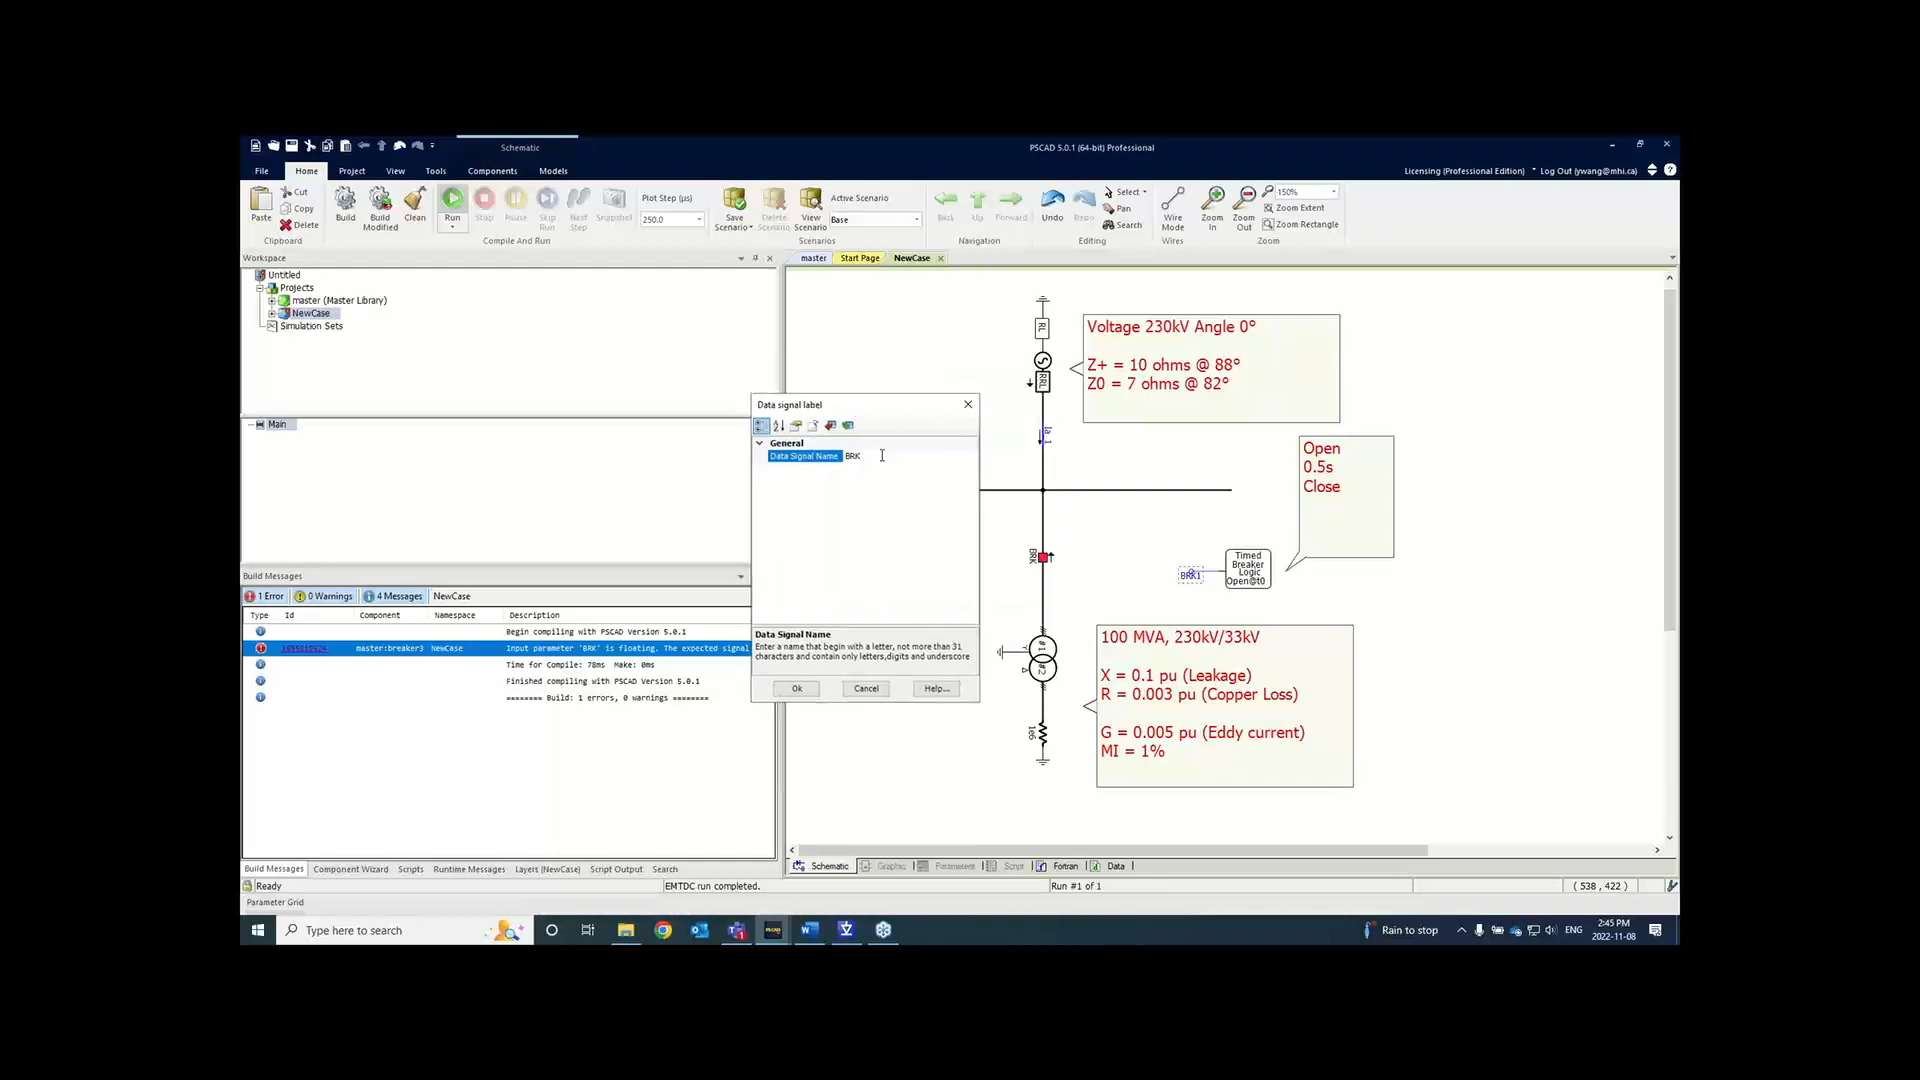 Schematic
PSCAD 5.0.1 (64-bit) Professional
File
Home
Project
View
Tools
Components
Models
Licensing (Professional Edition)
Log Out (ywang@mhi.ca)
Paste
Cut
Copy
Delete
Clipboard
Build
Build Modified
Clean
Run
Stop
Pause
Skip Run
Next Step
Snapshot
Plot Step (µs)
250.0
Compile And Run
Save Scenario
Delete Scenario
View Scenario
Active Scenario
Base
Scenarios
Back
Up
Forward
Navigation
Undo
Redo
Select
Pan
Search
Editing
Wire Mode
Wires
Zoom In
Zoom Out
150%
Zoom Extent
Zoom Rectangle
Zoom
Workspace
Untitled
Projects
master (Master Library)
NewCase
Simulation Sets
Main
master
Start Page
NewCase
RL
RRL
Ia_1
Voltage 230kV Angle 0°
Z+ = 10 ohms @ 88°
Z0 = 7 ohms @ 82°
Open
0.5s
Close
BRK
BRK1
Timed
Breaker
Logic
Open@t0
#1
#2
1e6
100 MVA, 230kV/33kV
X = 0.1 pu (Leakage)
R = 0.003 pu (Copper Loss)
G = 0.005 pu (Eddy current)
MI = 1%
Data signal label
General
Data Signal Name BRK
Data Signal Name
Enter a name that begin with a letter, not more than 31
characters and contain only letters,digits and underscore
Ok
Cancel
Help...
Build Messages
1 Error
0 Warnings
4 Messages
NewCase
Type Id Component Namespace Description
Begin compiling with PSCAD Version 5.0.1
master:breaker3 NewCase Input parameter 'BRK' is floating. The expected signal
Time for Compile: 78ms Make: 0ms
Finished compiling with PSCAD Version 5.0.1
======== Build: 1 errors, 0 warnings ========
Build Messages
Component Wizard
Scripts
Runtime Messages
Layers (NewCase)
Script Output
Search
Schematic
Graphic
Parameters
Script
Fortran
Data
Ready
EMTDC run completed.
Run #1 of 1
(538 , 422 )
Parameter Grid
Type here to search
Rain to stop
ENG
2:45 PM
2022-11-08